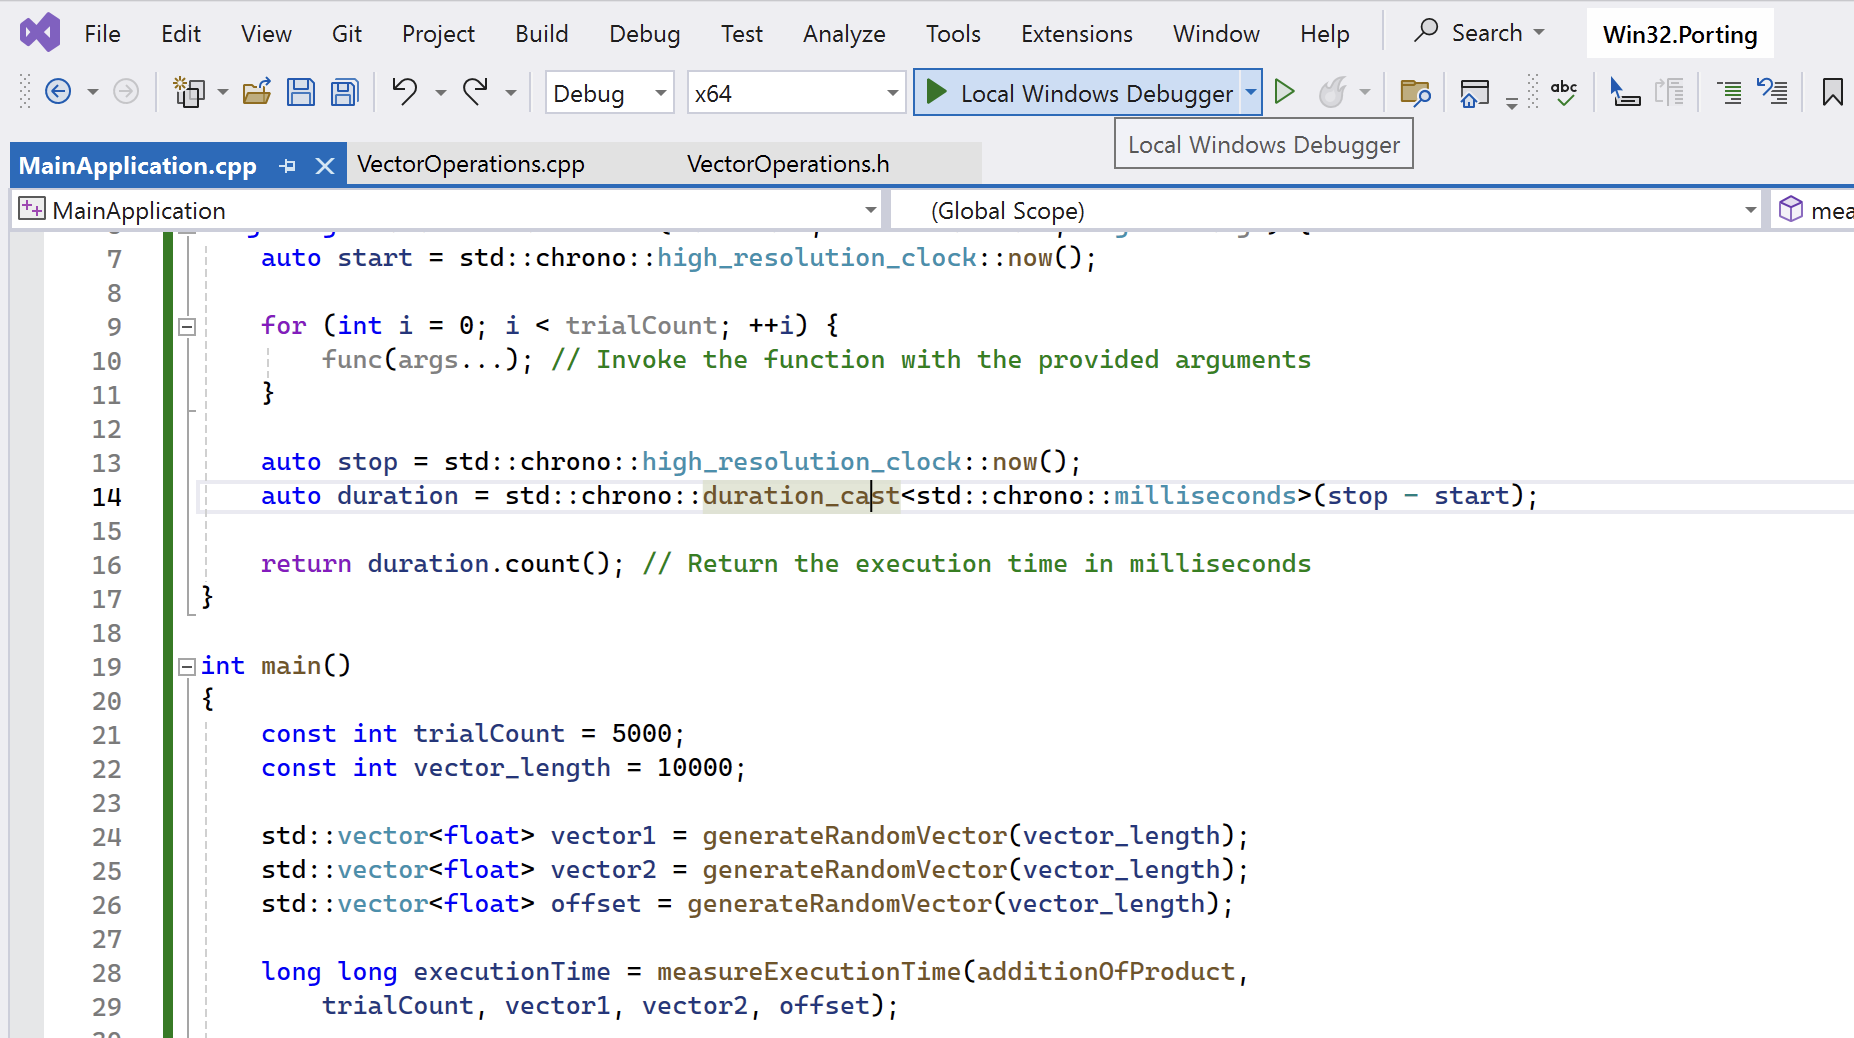 File Edit View Git Project Build Debug Test Analyze Tools Extensions Window Help Search Win32.Porting
Debug x64 Local Windows Debugger abc
Local Windows Debugger
MainApplication.cpp VectorOperations.cpp VectorOperations.h
MainApplication (Global Scope) mea
7 auto start = std::chrono::high_resolution_clock::now();
8
9 for (int i = 0; i < trialCount; ++i) {
10 func(args...); // Invoke the function with the provided arguments
11 }
12
13 auto stop = std::chrono::high_resolution_clock::now();
14 auto duration = std::chrono::duration_cast<std::chrono::milliseconds>(stop - start);
15
16 return duration.count(); // Return the execution time in milliseconds
17 }
18
19 int main()
20 {
21 const int trialCount = 5000;
22 const int vector_length = 10000;
23
24 std::vector<float> vector1 = generateRandomVector(vector_length);
25 std::vector<float> vector2 = generateRandomVector(vector_length);
26 std::vector<float> offset = generateRandomVector(vector_length);
27
28 long long executionTime = measureExecutionTime(additionOfProduct,
29 trialCount, vector1, vector2, offset);